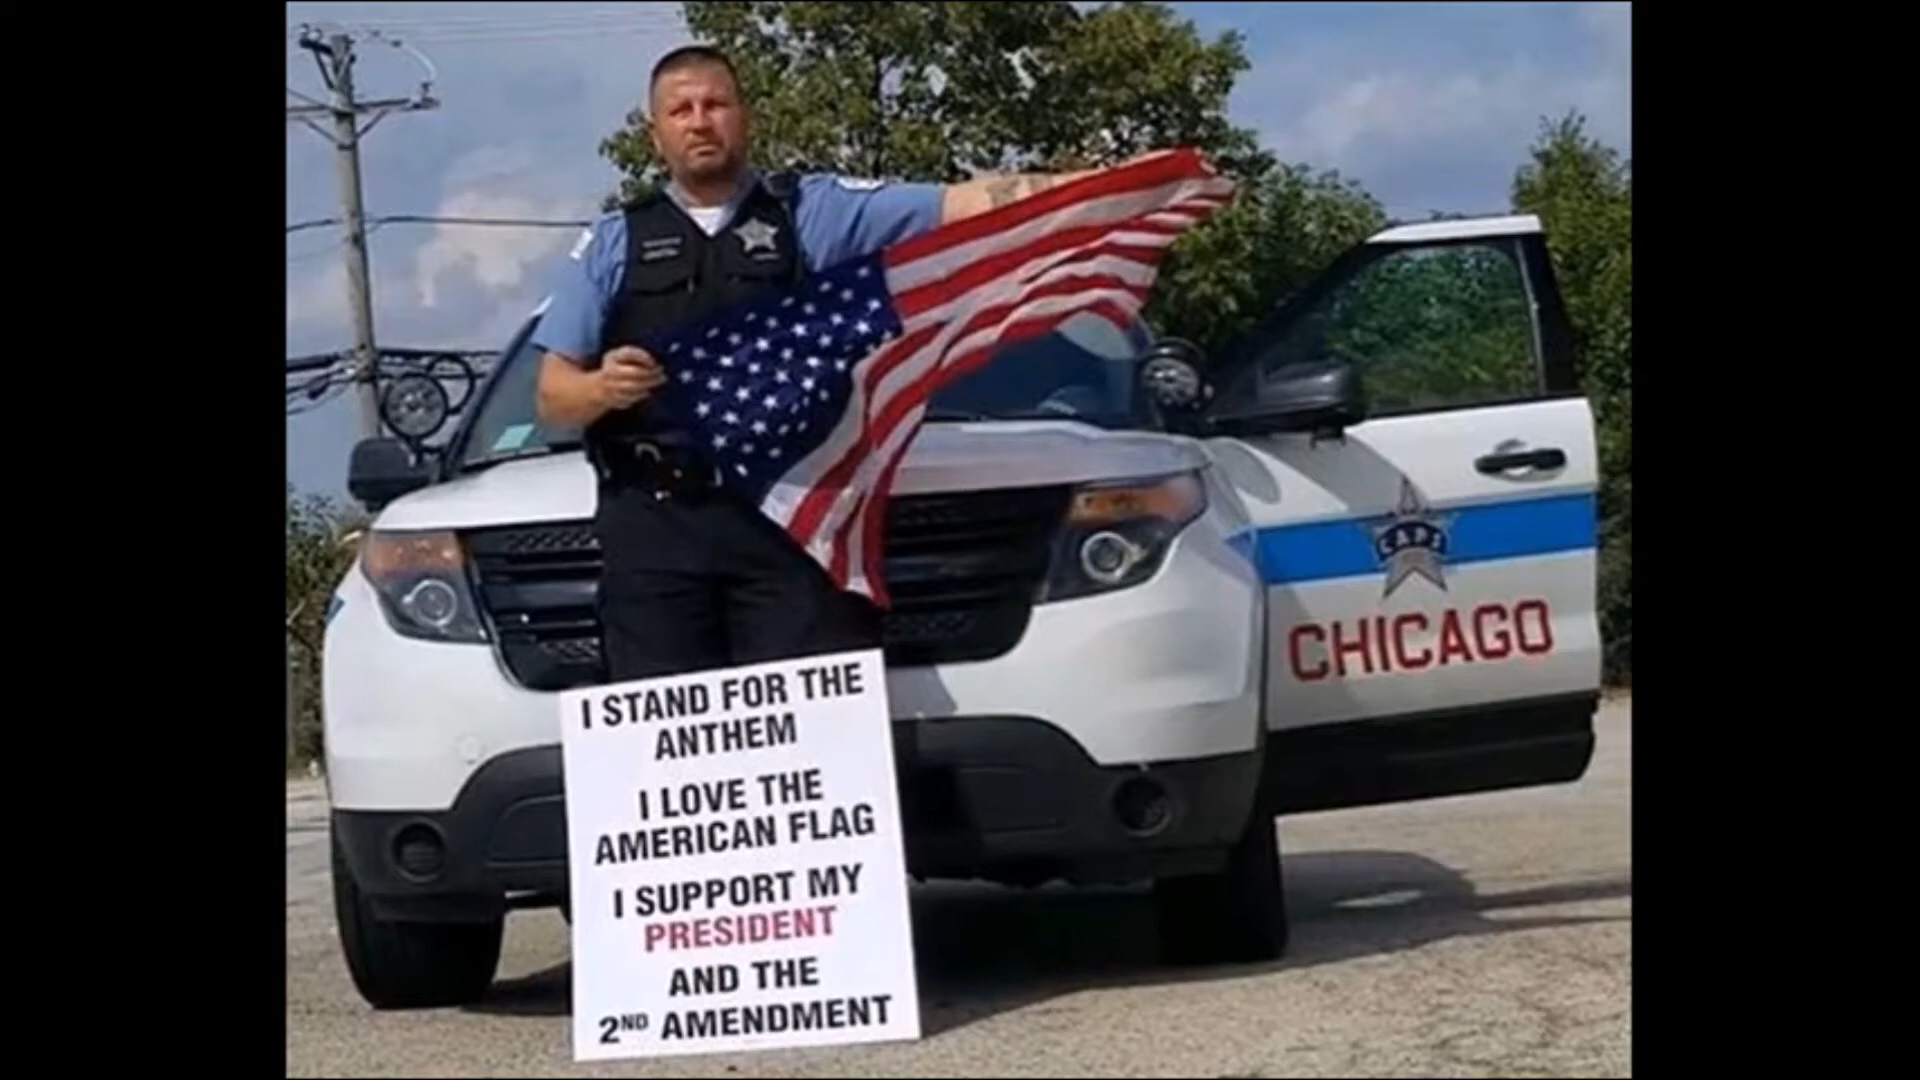 I STAND FOR THE
ANTHEM
I LOVE THE
AMERICAN FLAG
I SUPPORT MY
PRESIDENT
AND THE
2ND AMENDMENT
CAPS
CHICAGO